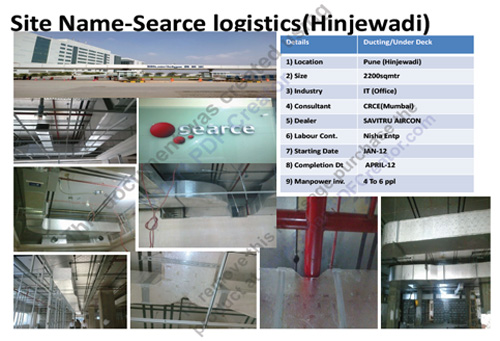 Site Name-Searce logistics(Hinjewadi)
Details Ducting/Under Deck
1) Location Pune (Hinjewadi)
2) Size 2200sqmtr
3) Industry IT (Office)
4) Consultant CRCE(Mumbai)
5) Dealer SAVITRU AIRCON
6) Labour Cont. Nisha Entp
7) Starting Date JAN-12
8) Completion Dt APRIL-12
9) Manpower inv. 4 To 6 ppl
searce